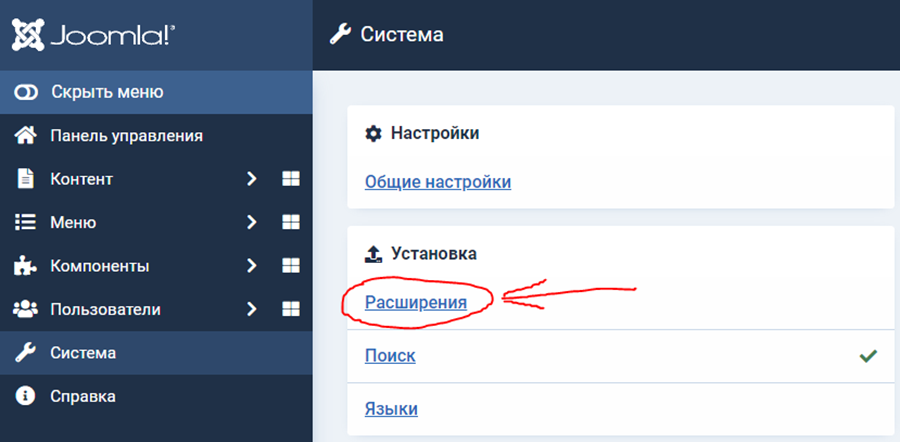 Joomla!®
Скрыть меню
Панель управления
Контент
Меню
Компоненты
Пользователи
Система
Справка
Система
Настройки
Общие настройки
Установка
Расширения
Поиск
Языки